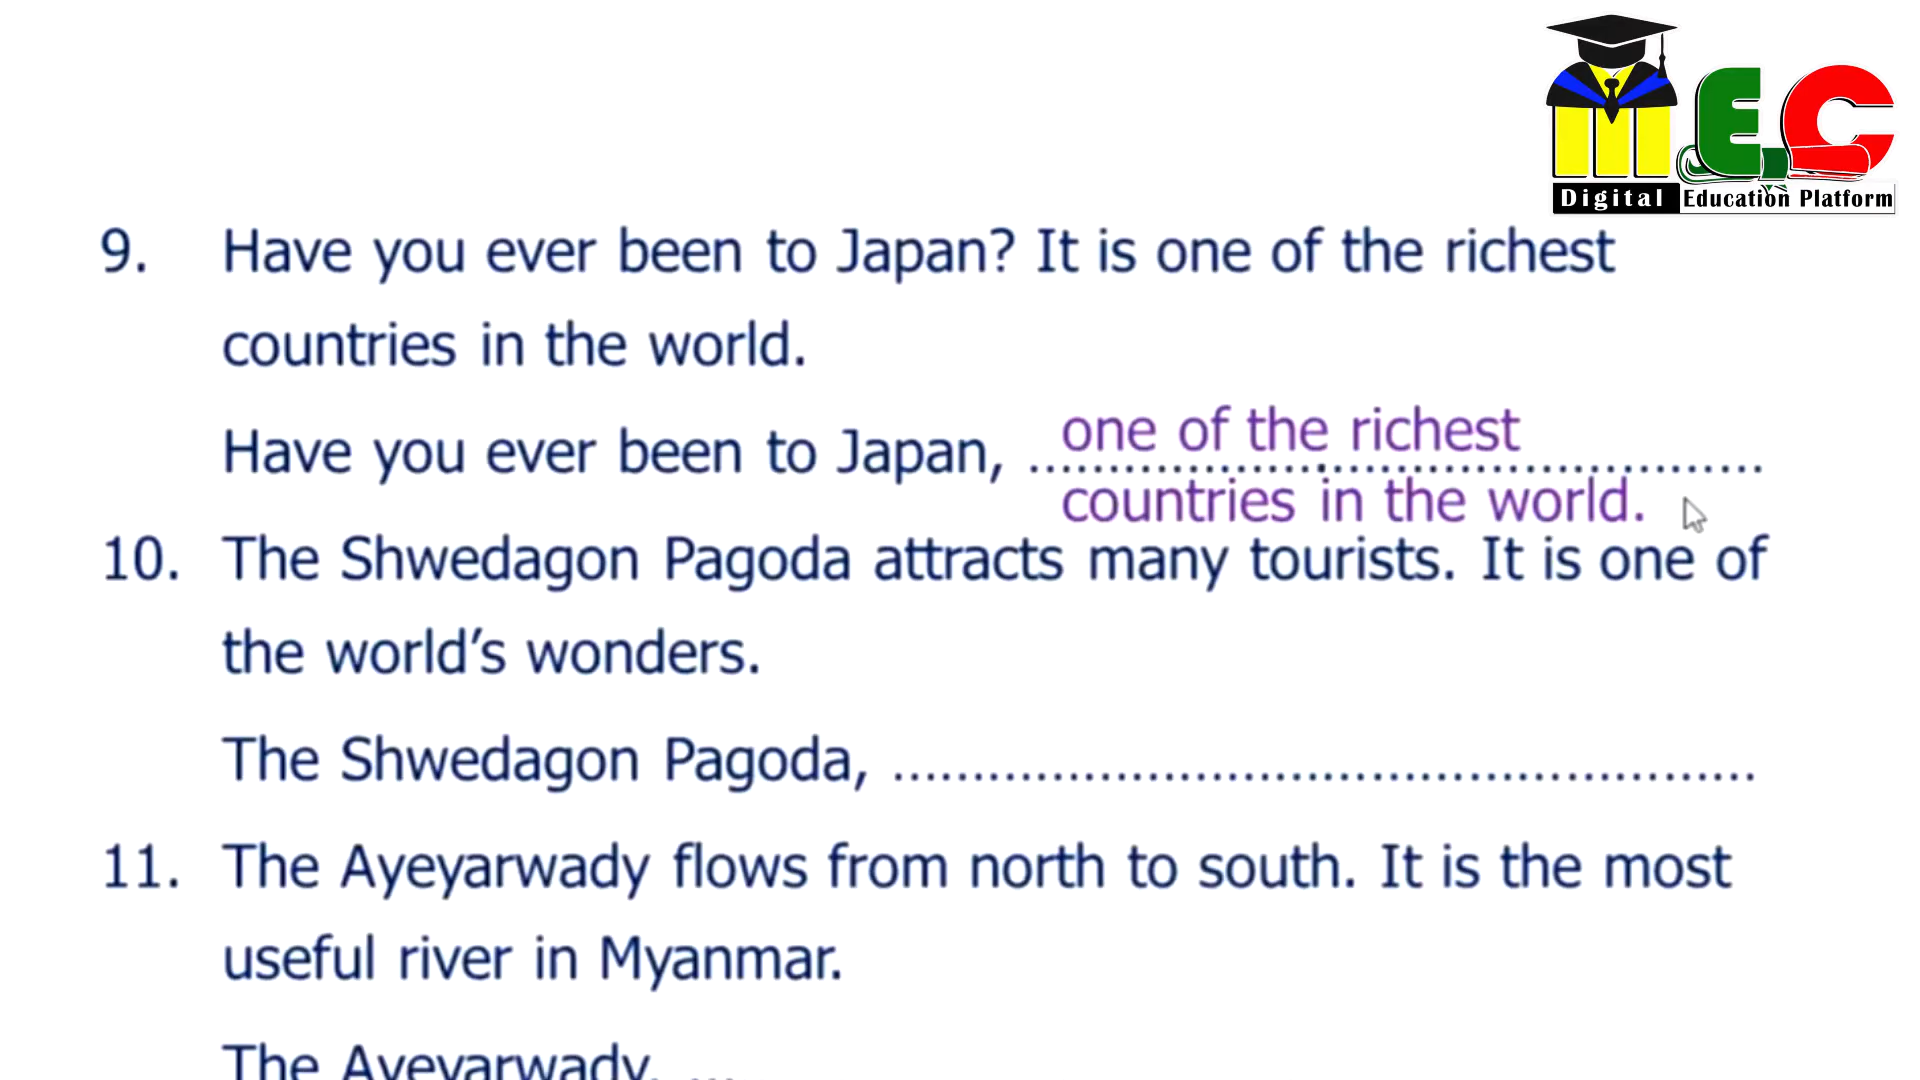 Digital Education Platform
9. Have you ever been to Japan? It is one of the richest
countries in the world.
Have you ever been to Japan, ..............................................
one of the richest
countries in the world.
10. The Shwedagon Pagoda attracts many tourists. It is one of
the world’s wonders.
The Shwedagon Pagoda, ......................................................
11. The Ayeyarwady flows from north to south. It is the most
useful river in Myanmar.
The Ayeyarwady, ...